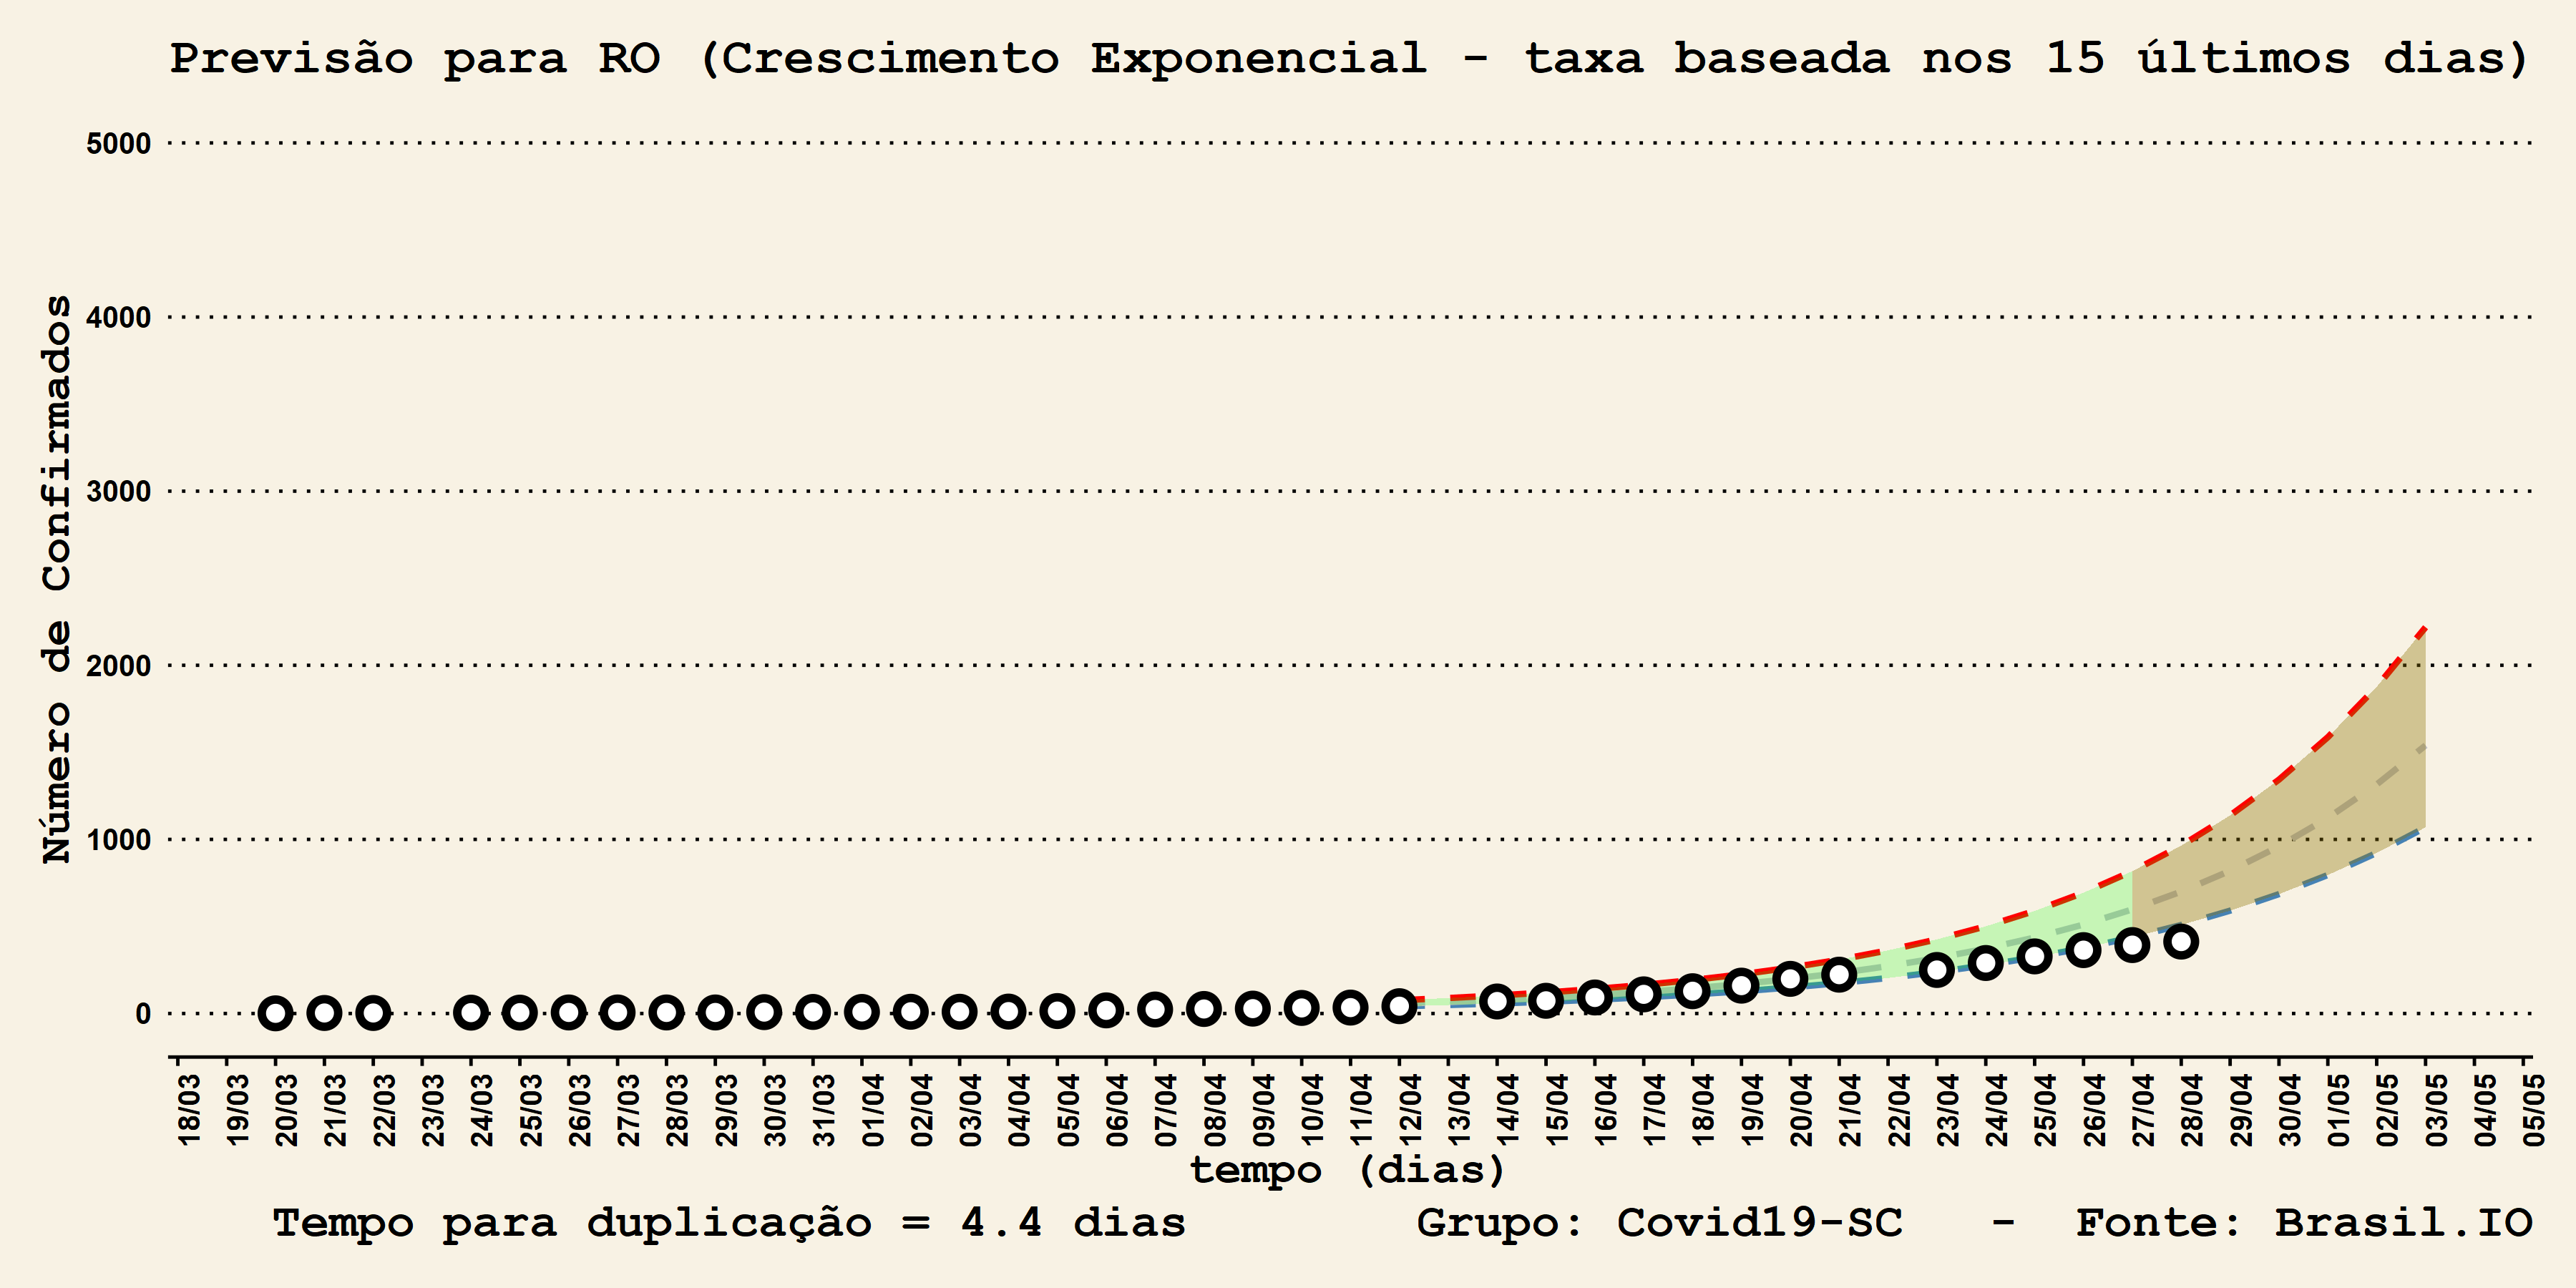 Previsão para RO (Crescimento Exponencial - taxa baseada nos 15 últimos dias)
Número de Confirmados
5000
4000
3000
2000
1000
0
18/03 19/03 20/03 21/03 22/03 23/03 24/03 25/03 26/03 27/03 28/03 29/03 30/03 31/03 01/04 02/04 03/04 04/04 05/04 06/04 07/04 08/04 09/04 10/04 11/04 12/04 13/04 14/04 15/04 16/04 17/04 18/04 19/04 20/04 21/04 22/04 23/04 24/04 25/04 26/04 27/04 28/04 29/04 30/04 01/05 02/05 03/05 04/05 05/05
tempo (dias)
Tempo para duplicação = 4.4 dias Grupo: Covid19-SC - Fonte: Brasil.IO